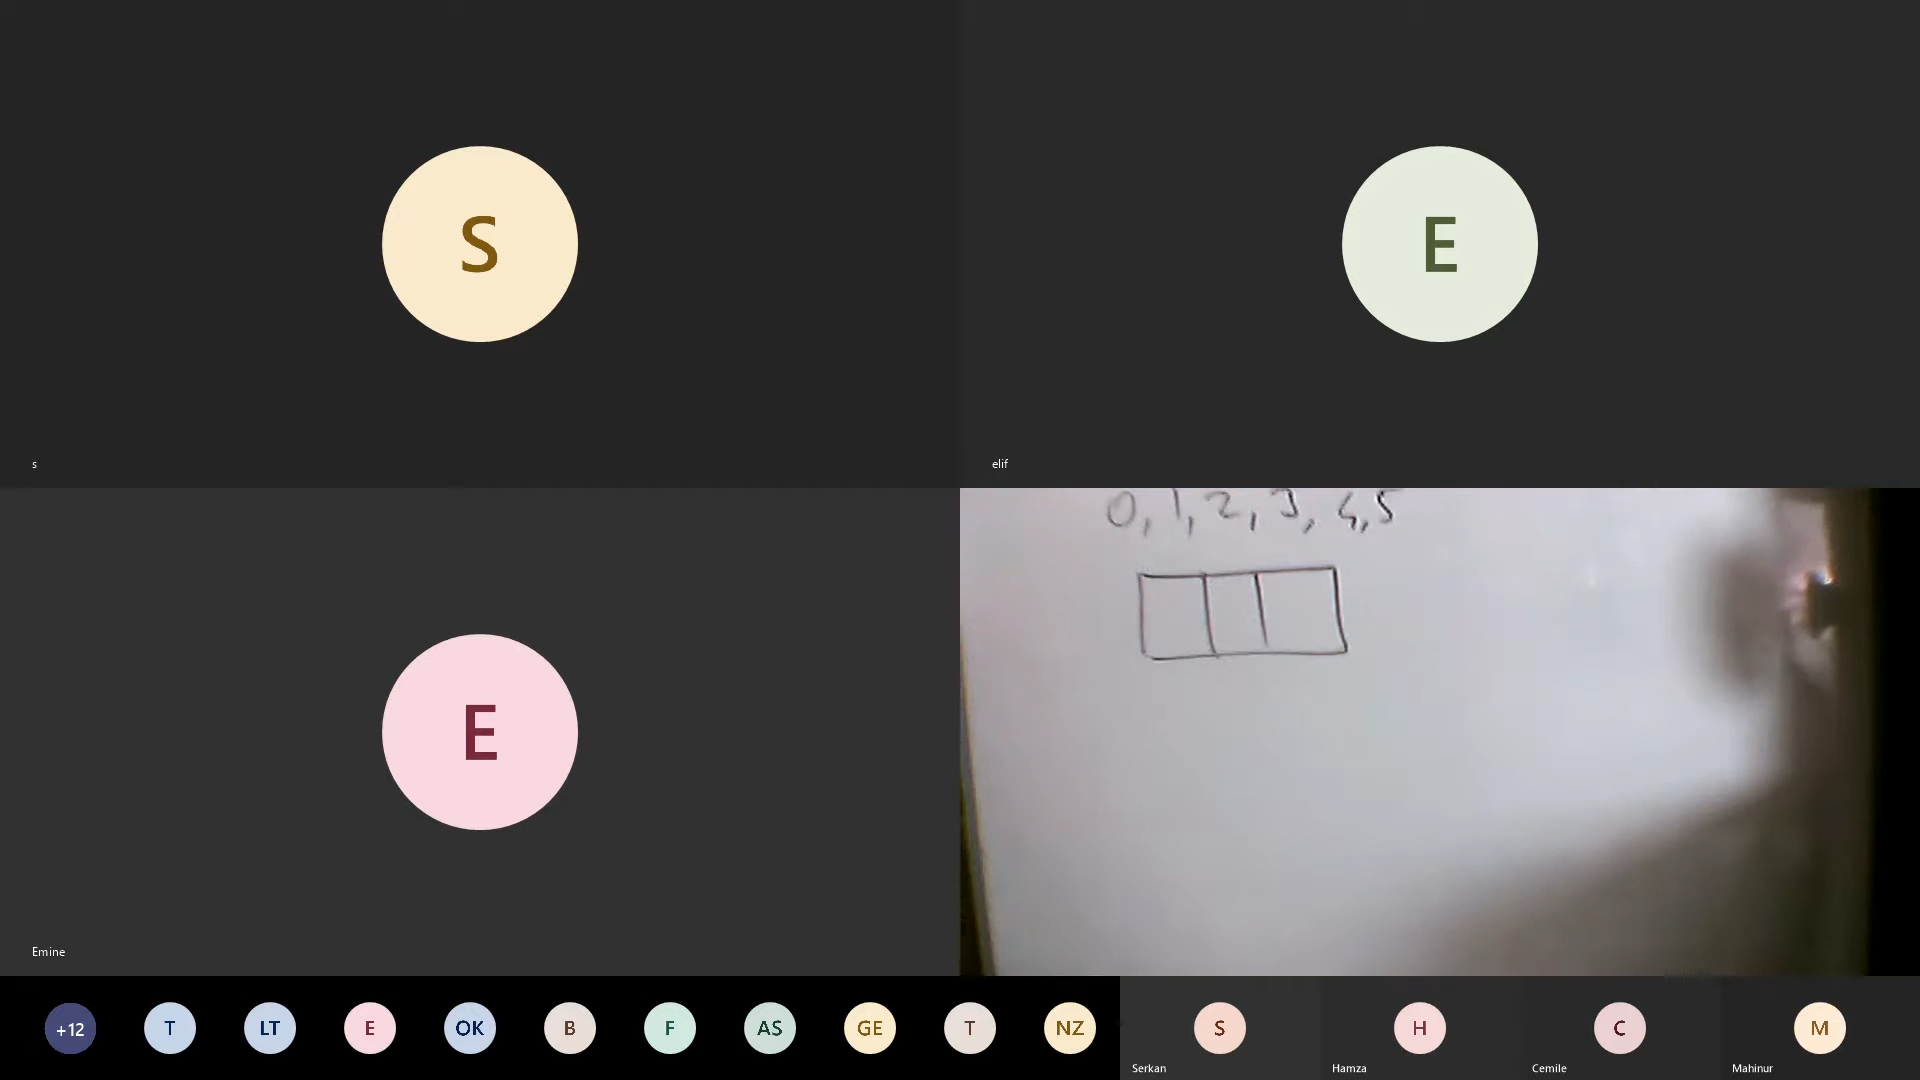 S
E
s
elif
E
0, 1, 2, 3, 4, 5
Emine
+12
T
LT
E
OK
B
F
AS
GE
T
NZ
S
H
C
M
Serkan
Hamza
Cemile
Mahinur